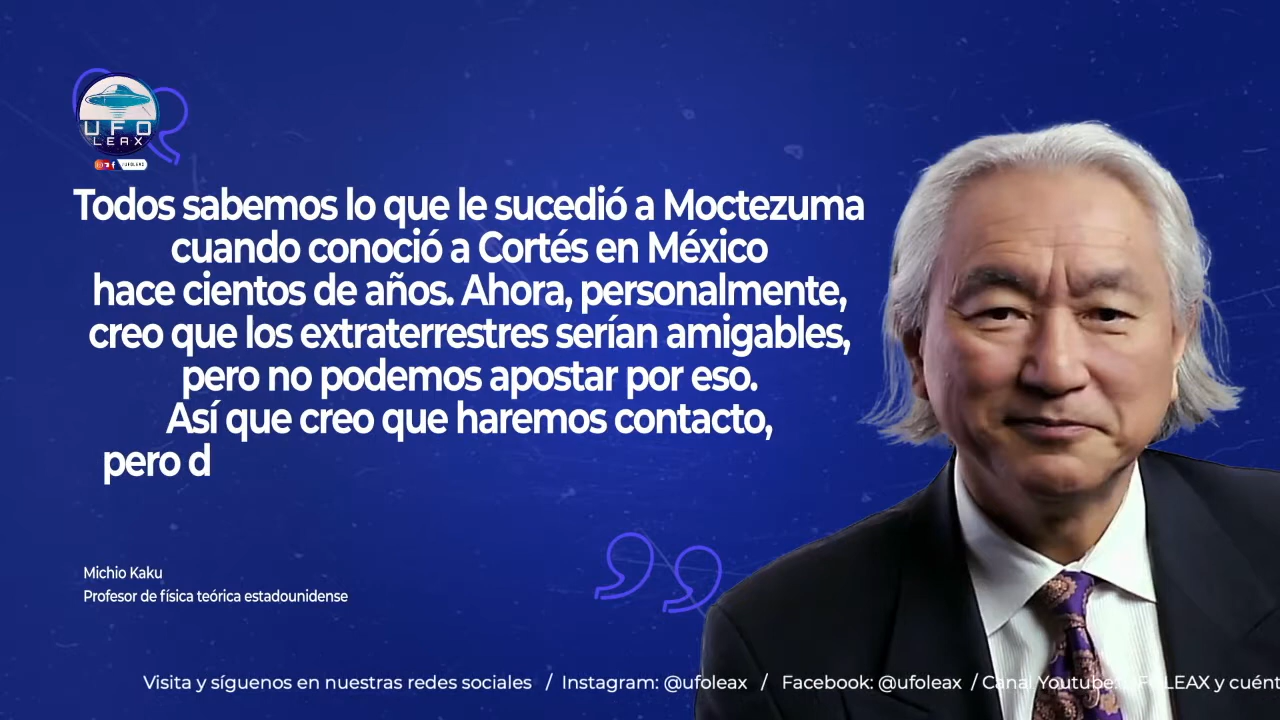 UFO
LEAX
Todos sabemos lo que le sucedió a Moctezuma
cuando conoció a Cortés en México
hace cientos de años. Ahora, personalmente,
creo que los extraterrestres serían amigables,
pero no podemos apostar por eso.
Así que creo que haremos contacto,
pero d
Michio Kaku
Profesor de física teórica estadounidense
Visita y síguenos en nuestras redes sociales / Instagram: @ufoleax / Facebook: @ufoleax / Canal Youtube: UFOLEAX y cuént